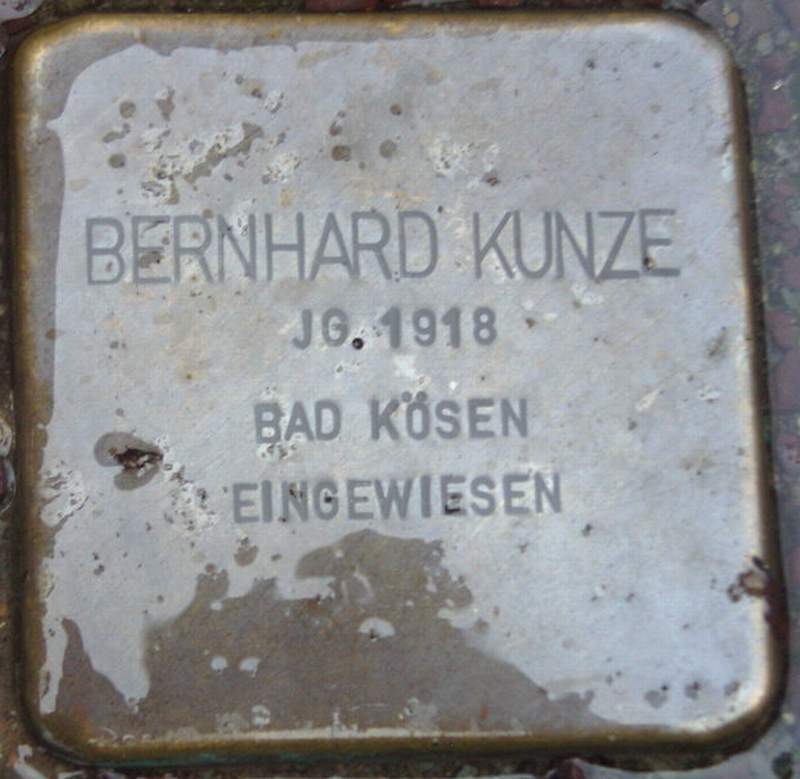 BERNHARD KUNZE
JG. 1918
BAD KÖSEN
EINGEWIESEN